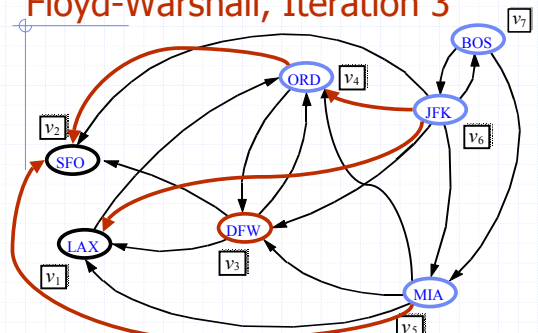 Floyd-Warshall, Iteration 3
v7
BOS
ORD
v4
JFK
v2
v6
SFO
DFW
LAX
v3
v1
MIA
v5